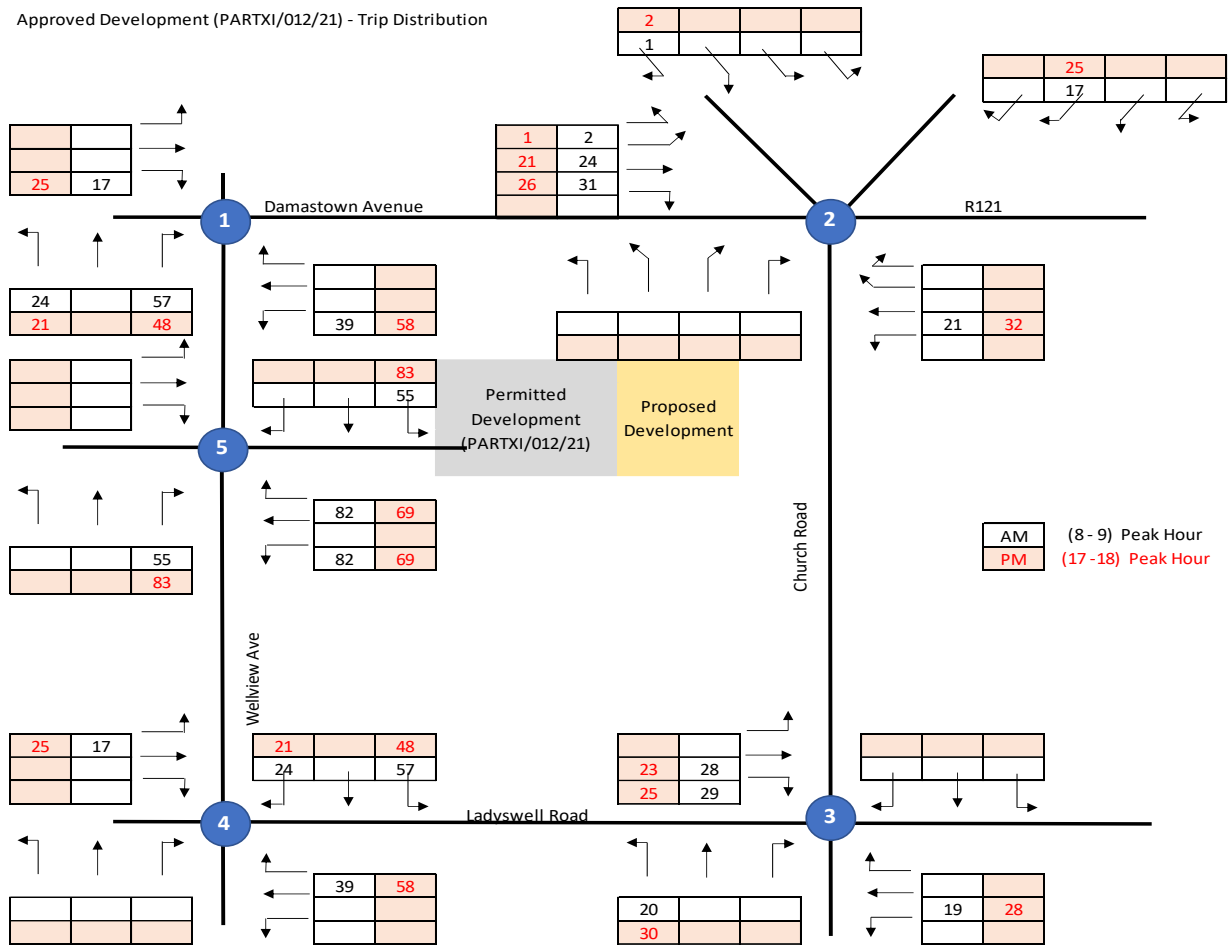 Approved Development (PARTXI/012/21) - Trip Distribution
2
1
25
17
1 2
21 24
26 31
25 17
Damastown Avenue
R121
1
2
24 57
21 48
39 58
21 32
83
55
Permitted
Development
(PARTXI/012/21)
Proposed
Development
5
82 69
82 69
55
83
Church Road
AM (8 - 9) Peak Hour
PM (17 -18) Peak Hour
Wellview Ave
25 17
21 48
24 57
23 28
25 29
4
Ladyswell Road
3
39 58
20
30
19 28